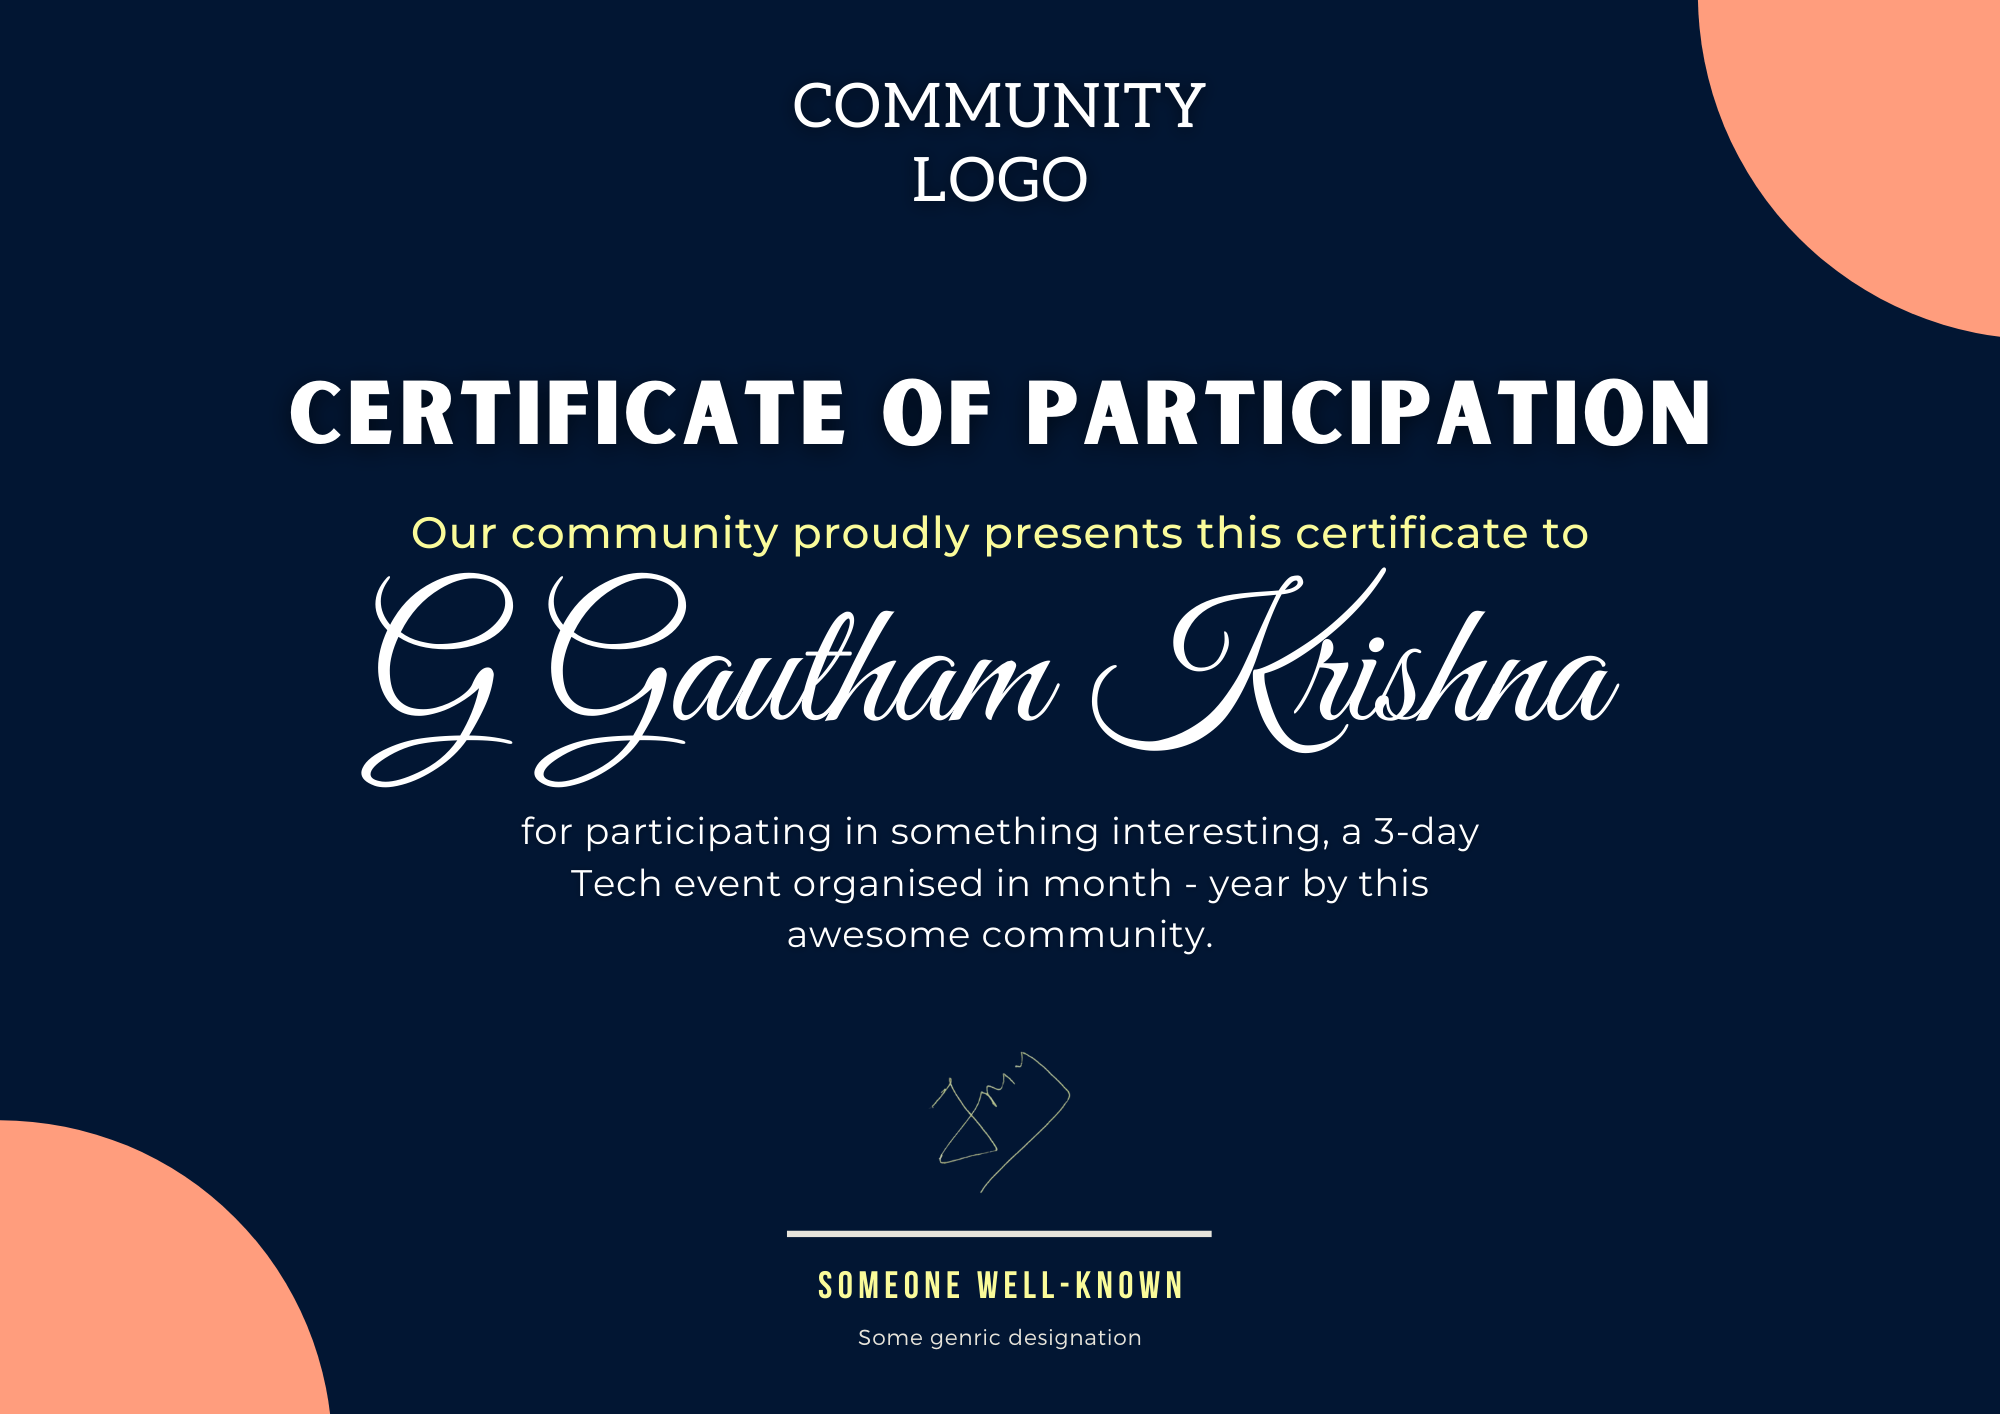 COMMUNITY
LOGO
CERTIFICATE OF PARTICIPATION
Our community proudly presents this certificate to
G Gautham Krishna
for participating in something interesting, a 3-day
Tech event organised in month - year by this
awesome community.
SOMEONE WELL-KNOWN
Some genric designation